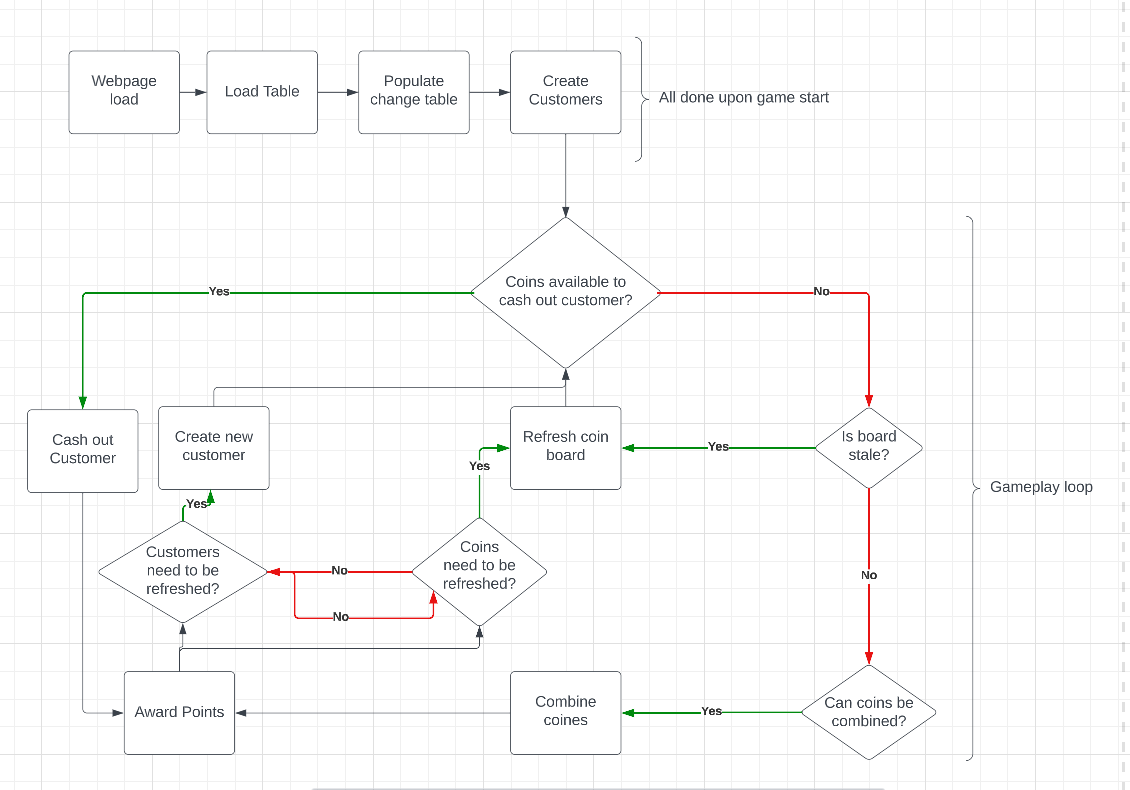 Webpage
load
Load Table
Populate
change table
Create
Customers
All done upon game start
Coins available to
cash out customer?
Yes
No
Cash out
Customer
Create new
customer
Refresh coin
board
Is board
stale?
Yes
Yes
Yes
Gameplay loop
Customers
need to be
refreshed?
Coins
need to be
refreshed?
No
No
No
Award Points
Combine
coines
Yes
Can coins be
combined?